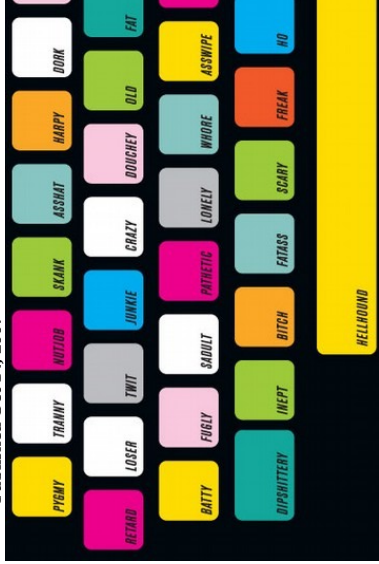 PYGMY
TRANNY
NUTJOB
SKANK
ASSHAT
HARPY
DORK
RETARD
LOSER
TWIT
JUNKIE
CRAZY
DOUCHEY
OLD
FAT
BATTY
FUGLY
SADULT
PATHETIC
LONELY
WHORE
ASSWIPE
DIPSHITTERY
INEPT
BITCH
FATASS
SCARY
FREAK
HO
HELLHOUND